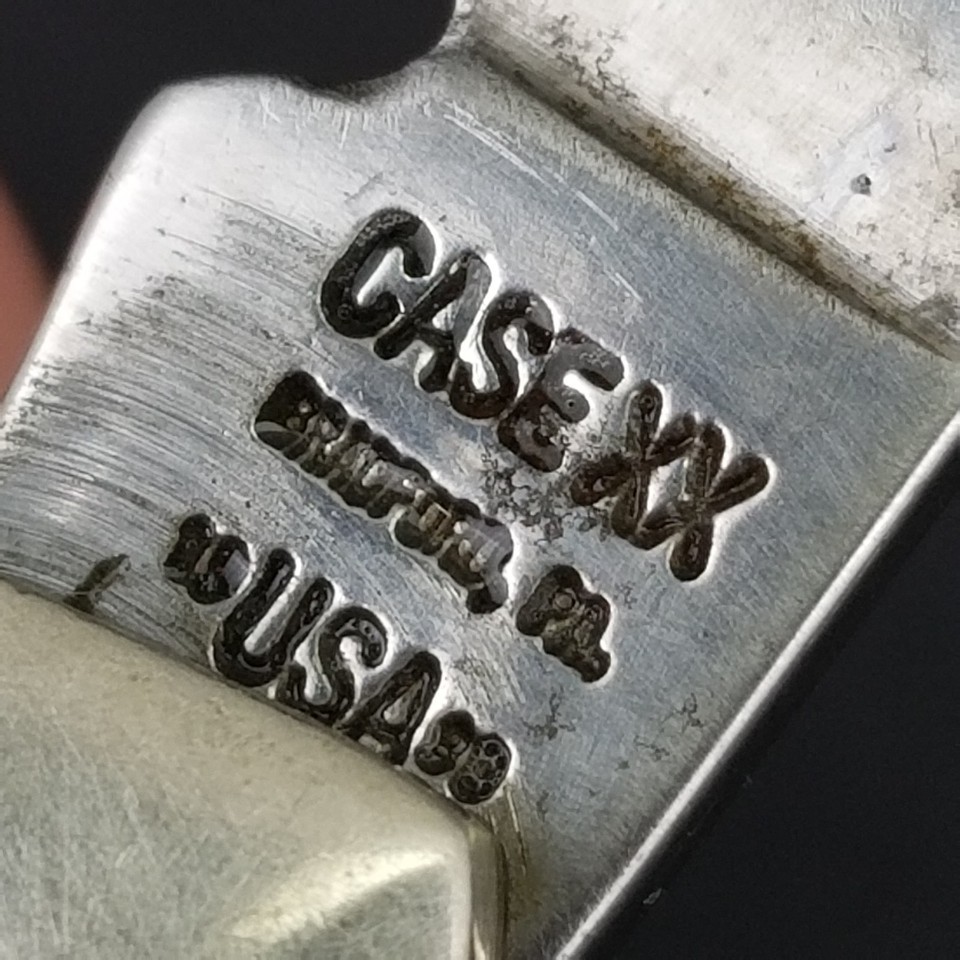 CASE XX
BRADFORD, PA.
"USA"